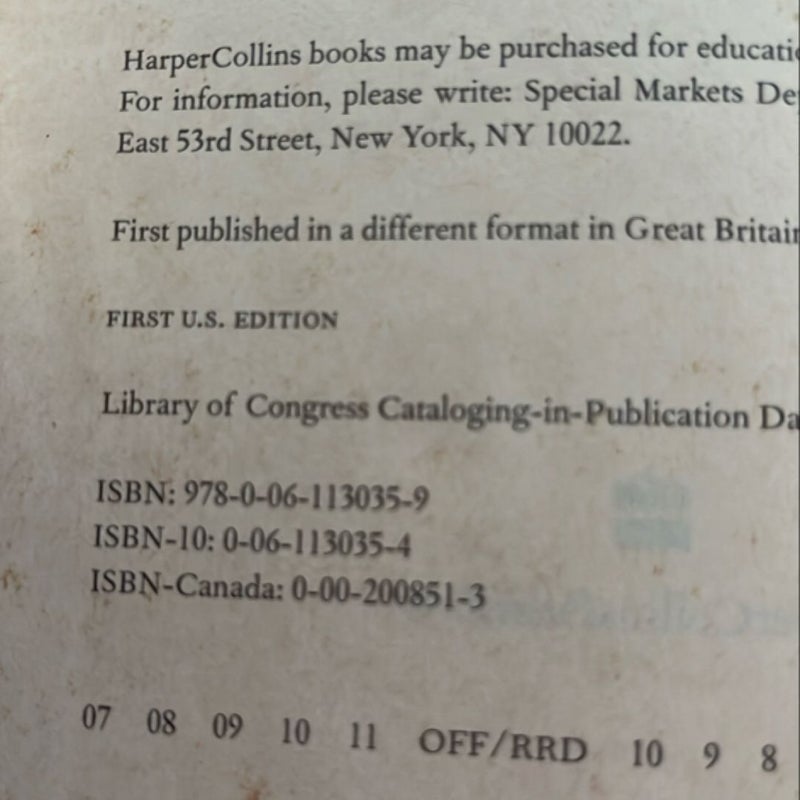 HarperCollins books may be purchased for educatio
For information, please write: Special Markets De
East 53rd Street, New York, NY 10022.
First published in a different format in Great Britain
FIRST U.S. EDITION
Library of Congress Cataloging-in-Publication Da
ISBN: 978-0-06-113035-9
ISBN-10: 0-06-113035-4
ISBN-Canada: 0-00-200851-3
07 08 09 10 11 OFF/RRD 10 9 8